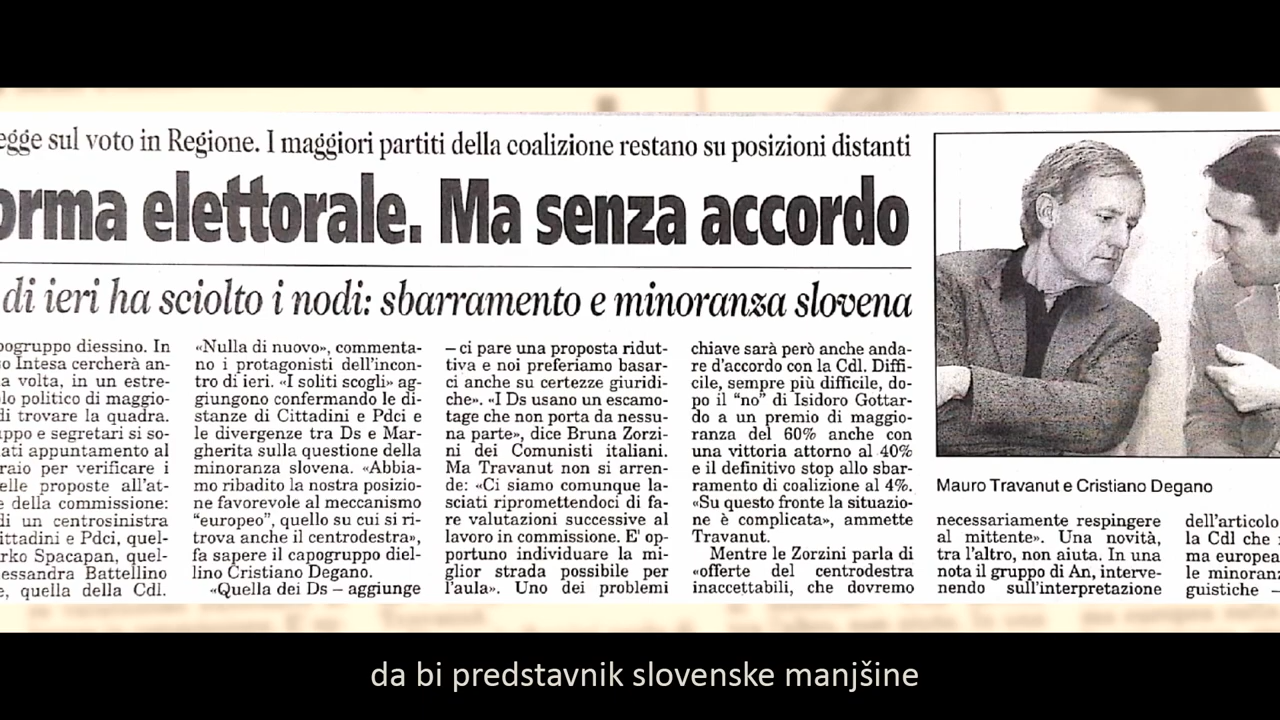 egge sul voto in Regione. I maggiori partiti della coalizione restano su posizioni distanti
orma elettorale. Ma senza accordo
di ieri ha sciolto i nodi: sbarramento e minoranza slovena
pogruppo diessino. In
o Intesa cercherà an-
a volta, in un estre-
lo politico di maggio-
di trovare la quadra.
uppo e segretari si so-
ati appuntamento al
raio per verificare i
elle proposte all'at-
e della commissione:
di un centrosinistra
ittadini e Pdci, quel-
rko Spacapan, quel-
essandra Battellino
e, quella della Cdl.
«Nulla di nuovo», commenta-
no i protagonisti dell'incon-
tro di ieri. «I soliti scogli» ag-
giungono confermando le di-
stanze di Cittadini e Pdci e
le divergenze tra Ds e Mar-
gherita sulla questione della
minoranza slovena. «Abbia-
mo ribadito la nostra posizio-
ne favorevole al meccanismo
"europeo", quello su cui si ri-
trova anche il centrodestra»,
fa sapere il capogruppo diel-
lino Cristiano Degano.
«Quella dei Ds – aggiunge
– ci pare una proposta ridut-
tiva e noi preferiamo basar-
ci anche su certezze giuridi-
che». «I Ds usano un escamo-
tage che non porta da nessu-
na parte», dice Bruna Zorzi-
ni dei Comunisti italiani.
Ma Travanut non si arren-
de: «Ci siamo comunque la-
sciati ripromettendoci di fa-
re valutazioni successive al
lavoro in commissione. E' op-
portuno individuare la mi-
glior strada possibile per
l'aula». Uno dei problemi
chiave sarà però anche anda-
re d'accordo con la Cdl. Diffi-
cile, sempre più difficile, do-
po il "no" di Isidoro Gottar-
do a un premio di maggio-
ranza del 60% anche con
una vittoria attorno al 40%
e il definitivo stop allo sbar-
ramento di coalizione al 4%.
«Su questo fronte la situazio-
ne è complicata», ammette
Travanut.
Mentre le Zorzini parla di
«offerte del centrodestra
inaccettabili, che dovremo
Mauro Travanut e Cristiano Degano
necessariamente respingere
al mittente». Una novità,
tra l'altro, non aiuta. In una
nota il gruppo di An, interve-
nendo sull'interpretazione
dell'articolo
la Cdl che
ma europea
le minoranz
guistiche –
da bi predstavnik slovenske manjšine